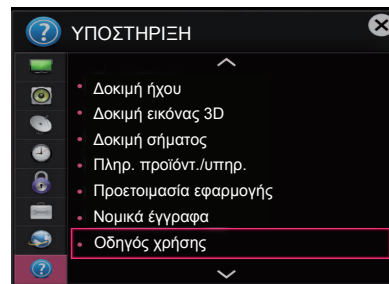 ΥΠΟΣΤΗΡΙΞΗ
Δοκιμή ήχου
Δοκιμή εικόνας 3D
Δοκιμή σήματος
Πληρ. προϊόντ./υπηρ.
Προετοιμασία εφαρμογής
Νομικά έγγραφα
Οδηγός χρήσης